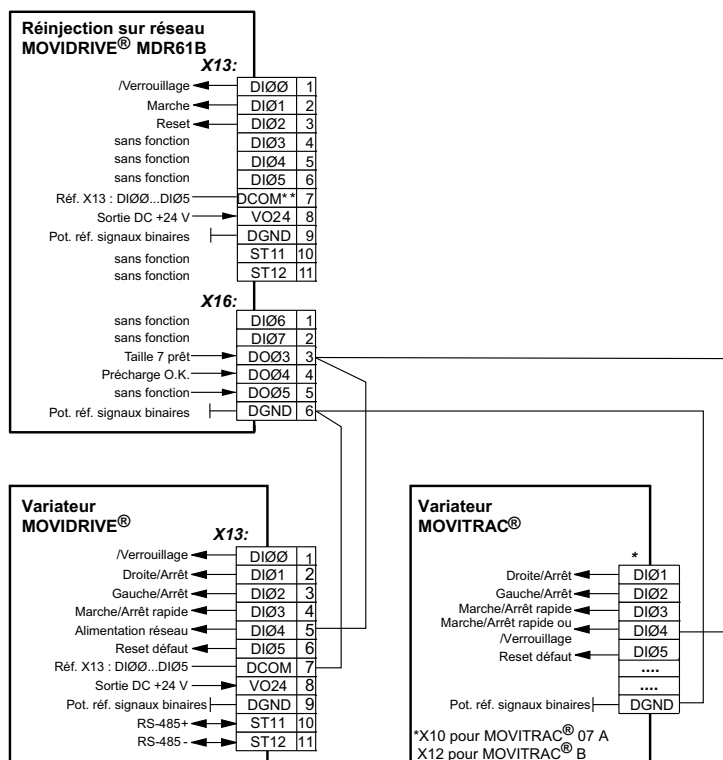 Réinjection sur réseau
MOVIDRIVE® MDR61B
X13:
/Verrouillage DIØØ 1
Marche DIØ1 2
Reset DIØ2 3
sans fonction DIØ3 4
sans fonction DIØ4 5
sans fonction DIØ5 6
Réf. X13 : DIØØ...DIØ5 DCOM** 7
Sortie DC +24 V VO24 8
Pot. réf. signaux binaires DGND 9
sans fonction ST11 10
sans fonction ST12 11
X16:
sans fonction DIØ6 1
sans fonction DIØ7 2
Taille 7 prêt DOØ3 3
Précharge O.K. DOØ4 4
sans fonction DOØ5 5
Pot. réf. signaux binaires DGND 6
Variateur
MOVIDRIVE®
X13:
/Verrouillage DIØØ 1
Droite/Arrêt DIØ1 2
Gauche/Arrêt DIØ2 3
Marche/Arrêt rapide DIØ3 4
Alimentation réseau DIØ4 5
Reset défaut DIØ5 6
Réf. X13 : DIØØ...DIØ5 DCOM 7
Sortie DC +24 V VO24 8
Pot. réf. signaux binaires DGND 9
RS-485+ ST11 10
RS-485 - ST12 11
Variateur
MOVITRAC®
*
Droite/Arrêt DIØ1
Gauche/Arrêt DIØ2
Marche/Arrêt rapide DIØ3
Marche/Arrêt rapide ou
/Verrouillage DIØ4
Reset défaut DIØ5
....
....
Pot. réf. signaux binaires DGND
*X10 pour MOVITRAC® 07 A
X12 pour MOVITRAC® B